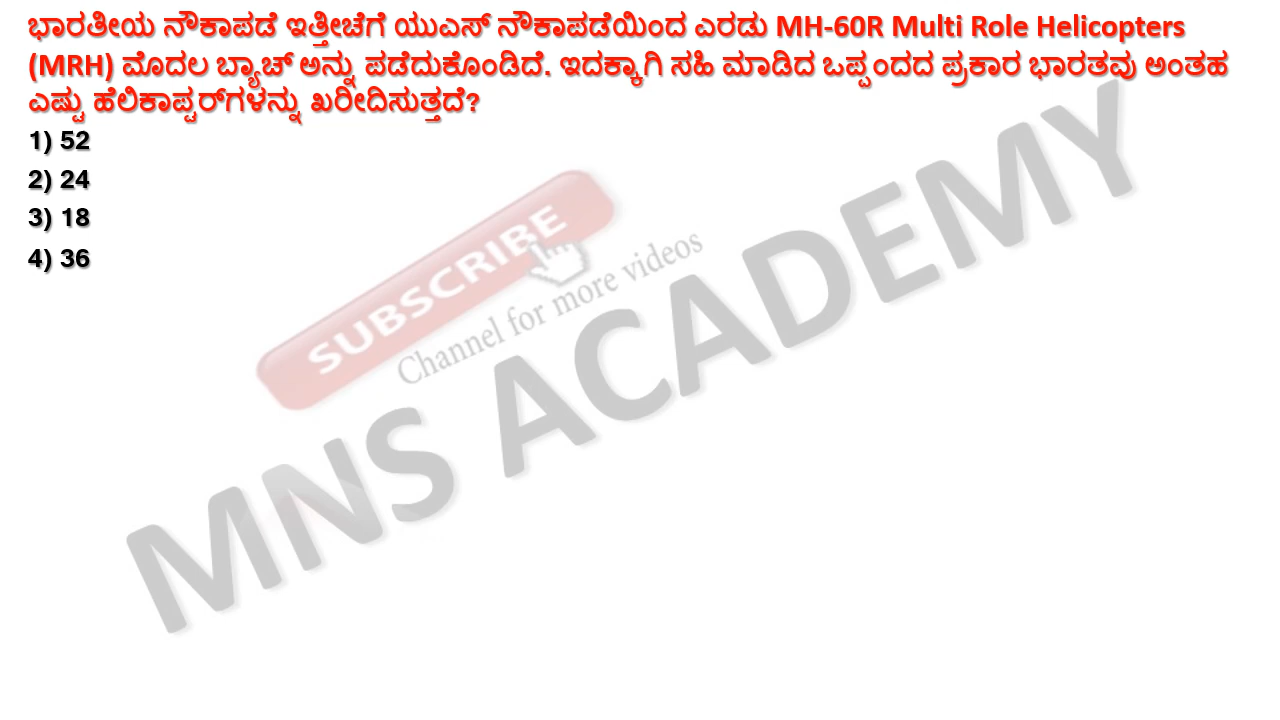 ಭಾರತೀಯ ನೌಕಾಪಡೆ ಇತ್ತೀಚೆಗೆ ಯುಎಸ್ ನೌಕಾಪಡೆಯಿಂದ ಎರಡು MH-60R Multi Role Helicopters
(MRH) ಮೊದಲ ಬ್ಯಾಚ್ ಅನ್ನು ಪಡೆದುಕೊಂಡಿದೆ. ಇದಕ್ಕಾಗಿ ಸಹಿ ಮಾಡಿದ ಒಪ್ಪಂದದ ಪ್ರಕಾರ ಭಾರತವು ಅಂತಹ
ಎಷ್ಟು ಹೆಲಿಕಾಪ್ಟರ್‌ಗಳನ್ನು ಖರೀದಿಸುತ್ತದೆ?
1) 52
2) 24
3) 18
4) 36
SUBSCRIBE
Channel for more videos
MNS ACADEMY